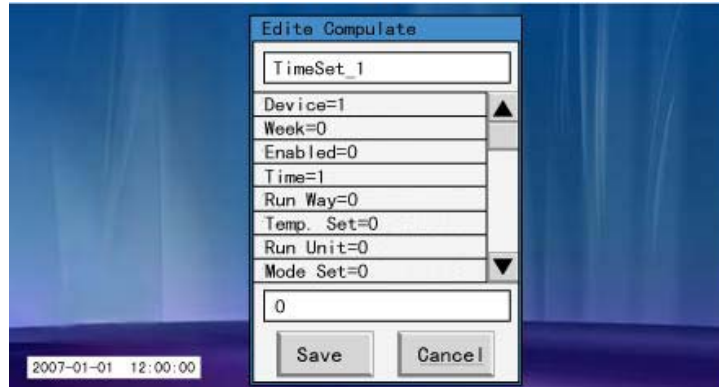 Edite Compulate
TimeSet_1
Device=1
Week=0
Enabled=0
Time=1
Run Way=0
Temp. Set=0
Run Unit=0
Mode Set=0
0
Save
Cancel
2007-01-01 12:00:00